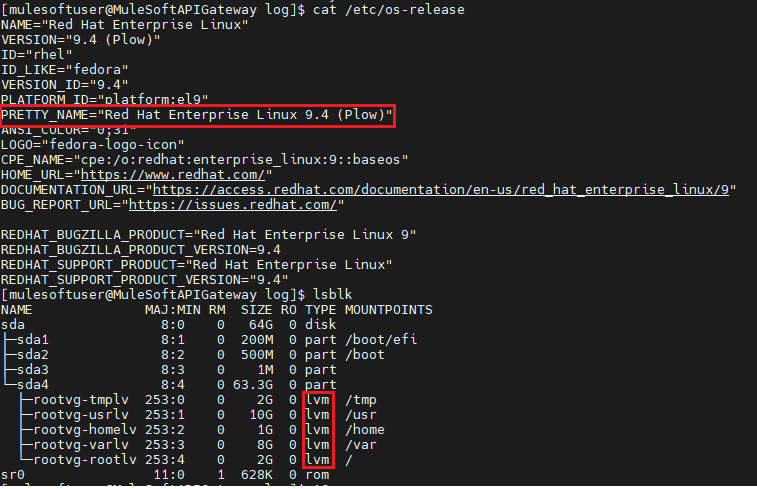 [mulesoftuser@MuleSoftAPIGateway log]$ cat /etc/os-release
NAME="Red Hat Enterprise Linux"
VERSION="9.4 (Plow)"
ID="rhel"
ID_LIKE="fedora"
VERSION_ID="9.4"
PLATFORM_ID="platform:el9"
PRETTY_NAME="Red Hat Enterprise Linux 9.4 (Plow)"
ANSI_COLOR="0;31"
LOGO="fedora-logo-icon"
CPE_NAME="cpe:/o:redhat:enterprise_linux:9::baseos"
HOME_URL="https://www.redhat.com/"
DOCUMENTATION_URL="https://access.redhat.com/documentation/en-us/red_hat_enterprise_linux/9"
BUG_REPORT_URL="https://issues.redhat.com/"
REDHAT_BUGZILLA_PRODUCT="Red Hat Enterprise Linux 9"
REDHAT_BUGZILLA_PRODUCT_VERSION=9.4
REDHAT_SUPPORT_PRODUCT="Red Hat Enterprise Linux"
REDHAT_SUPPORT_PRODUCT_VERSION="9.4"
[mulesoftuser@MuleSoftAPIGateway log]$ lsblk
NAME              MAJ:MIN RM  SIZE RO TYPE MOUNTPOINTS
sda                 8:0    0   64G  0 disk
├─sda1              8:1    0  200M  0 part /boot/efi
├─sda2              8:2    0  500M  0 part /boot
├─sda3              8:3    0    1M  0 part
└─sda4              8:4    0 63.3G  0 part
  ├─rootvg-tmplv  253:0    0    2G  0 lvm  /tmp
  ├─rootvg-usrlv  253:1    0   10G  0 lvm  /usr
  ├─rootvg-homelv 253:2    0    1G  0 lvm  /home
  ├─rootvg-varlv  253:3    0    8G  0 lvm  /var
  └─rootvg-rootlv 253:4    0    2G  0 lvm  /
sr0                11:0    1  628K  0 rom